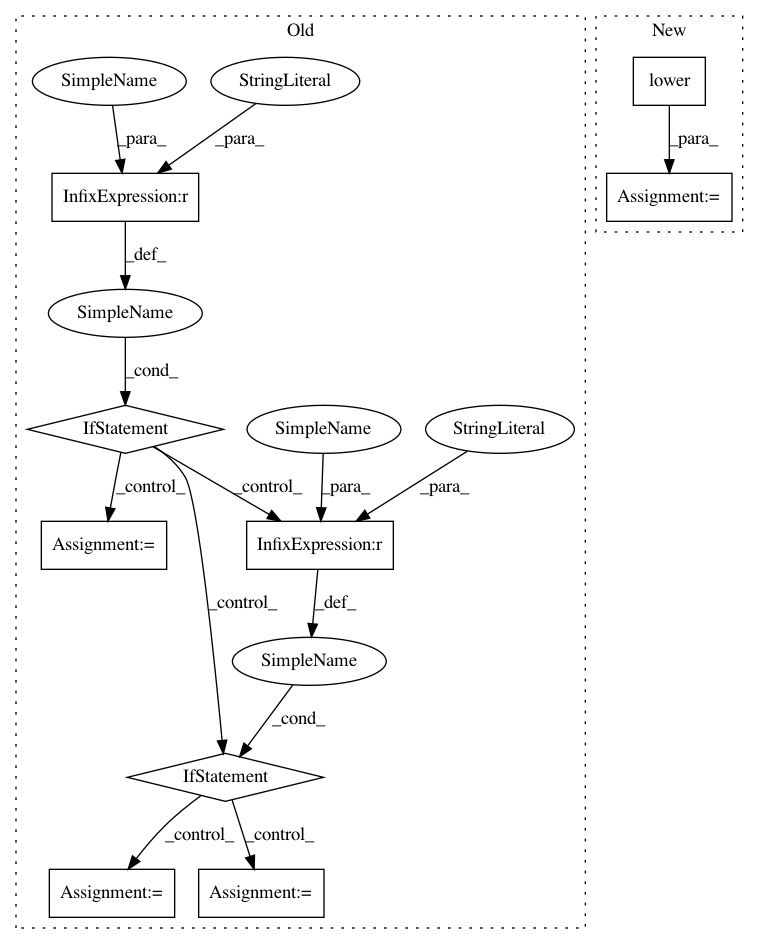 Old
New
SimpleName
StringLiteral
lower
_para_
_para_
_para_
InfixExpression:r
Assignment:=
_def_
SimpleName
_cond_
IfStatement
SimpleName
StringLiteral
_control_
_control_
_para_
_para_
Assignment:=
InfixExpression:r
_control_
_def_
SimpleName
_cond_
IfStatement
_control_
_control_
Assignment:=
Assignment:=